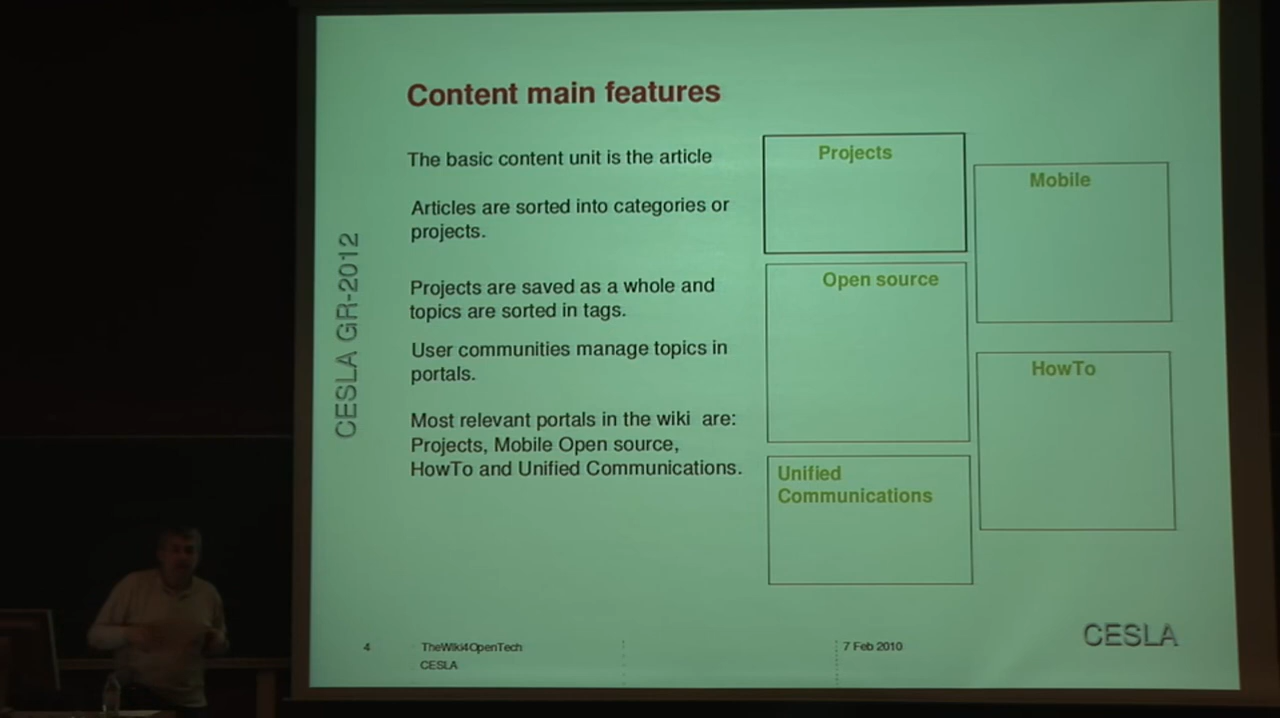 Content main features
The basic content unit is the article
Articles are sorted into categories or
projects.
Projects are saved as a whole and
topics are sorted in tags.
User communities manage topics in
portals.
Most relevant portals in the wiki are:
Projects, Mobile Open source,
HowTo and Unified Communications.
Projects
Mobile
Open source
HowTo
Unified
Communications
CESLA GR-2012
4
TheWiki4OpenTech
CESLA
7 Feb 2010
CESLA